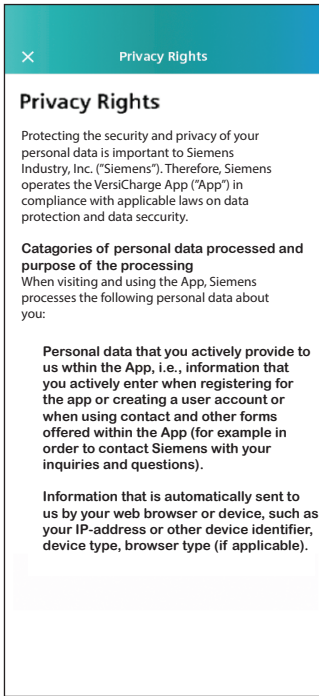 Privacy Rights
Privacy Rights
Protecting the security and privacy of your
personal data is important to Siemens
Industry, Inc. (“Siemens”). Therefore, Siemens
operates the VersiCharge App (“App”) in
compliance with applicable laws on data
protection and data seccurity.
Catagories of personal data processed and
purpose of the processing
When visiting and using the App, Siemens
processes the following personal data about
you:
Personal data that you actively provide to
us wthin the App, i.e., information that
you actively enter when registering for
the app or creating a user account or
when using contact and other forms
offered within the App (for example in
order to contact Siemens with your
inquiries and questions).
Information that is automatically sent to
us by your web browser or device, such as
your IP-address or other device identifier,
device type, browser type (if applicable).